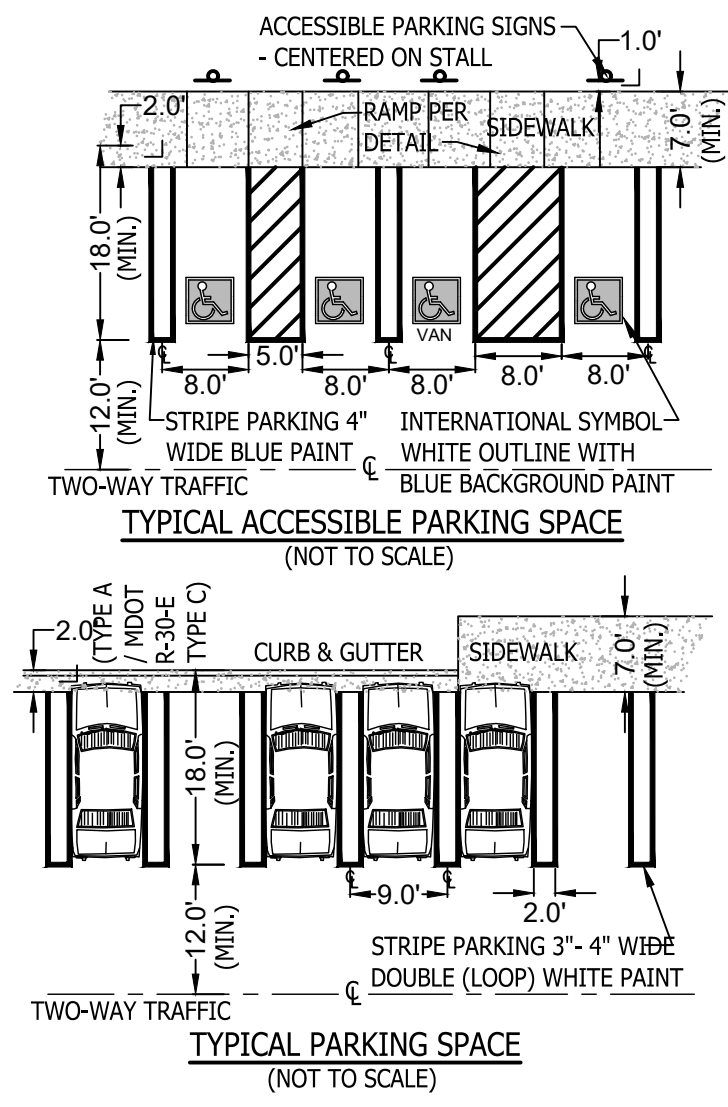 ACCESSIBLE PARKING SIGNS
- CENTERED ON STALL
1.0'
2.0'
RAMP PER
DETAIL
SIDEWALK
7.0'
(MIN.)
18.0'
(MIN.)
VAN
℄
5.0'
℄
℄
8.0'
8.0'
8.0'
8.0'
8.0'
12.0'
(MIN.)
STRIPE PARKING 4"
WIDE BLUE PAINT
INTERNATIONAL SYMBOL
WHITE OUTLINE WITH
BLUE BACKGROUND PAINT
℄
TWO-WAY TRAFFIC
TYPICAL ACCESSIBLE PARKING SPACE
(NOT TO SCALE)
2.0'
(TYPE A
/ MDOT
R-30-E
TYPE C)
CURB & GUTTER
SIDEWALK
7.0'
(MIN.)
18.0'
(MIN.)
℄
℄
9.0'
2.0'
12.0'
(MIN.)
STRIPE PARKING 3"- 4" WIDE
DOUBLE (LOOP) WHITE PAINT
℄
TWO-WAY TRAFFIC
TYPICAL PARKING SPACE
(NOT TO SCALE)